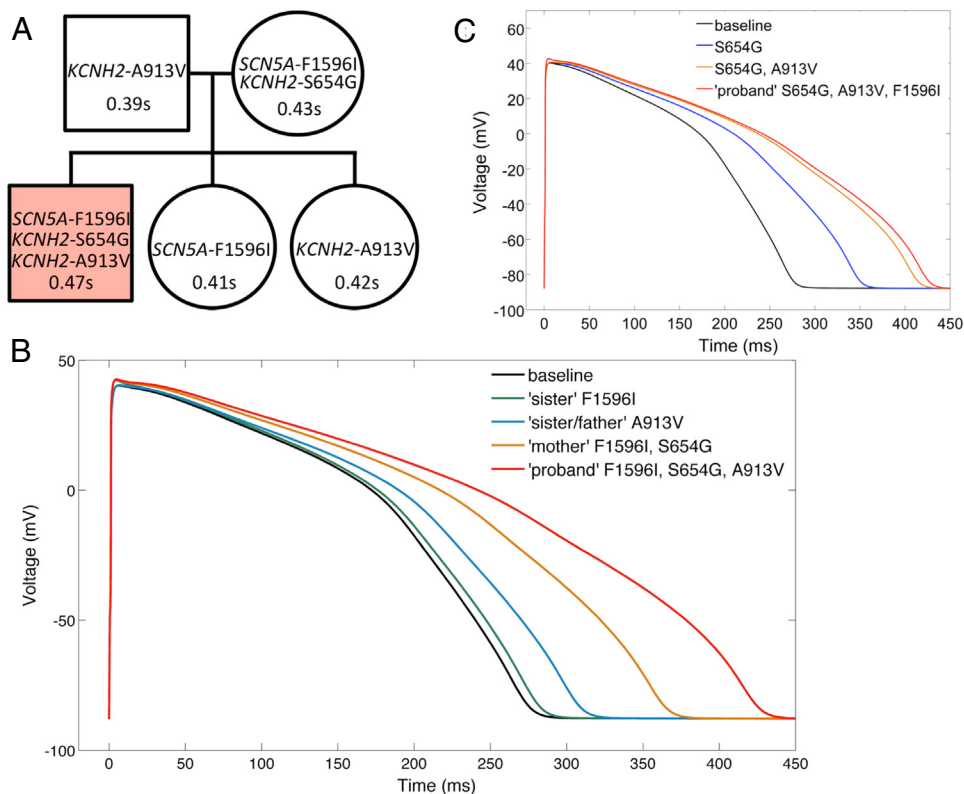 A
KCNH2-A913V
0.39s
SCN5A-F1596I
KCNH2-S654G
0.43s
SCN5A-F1596I
KCNH2-S654G
KCNH2-A913V
0.47s
SCN5A-F1596I
0.41s
KCNH2-A913V
0.42s
C
60
40
20
0
-20
-40
-60
-80
-100
Voltage (mV)
baseline
S654G
S654G, A913V
'proband' S654G, A913V, F1596I
0 50 100 150 200 250 300 350 400 450
Time (ms)
B
50
0
-50
-100
Voltage (mV)
baseline
'sister' F1596I
'sister/father' A913V
'mother' F1596I, S654G
'proband' F1596I, S654G, A913V
0 50 100 150 200 250 300 350 400 450
Time (ms)